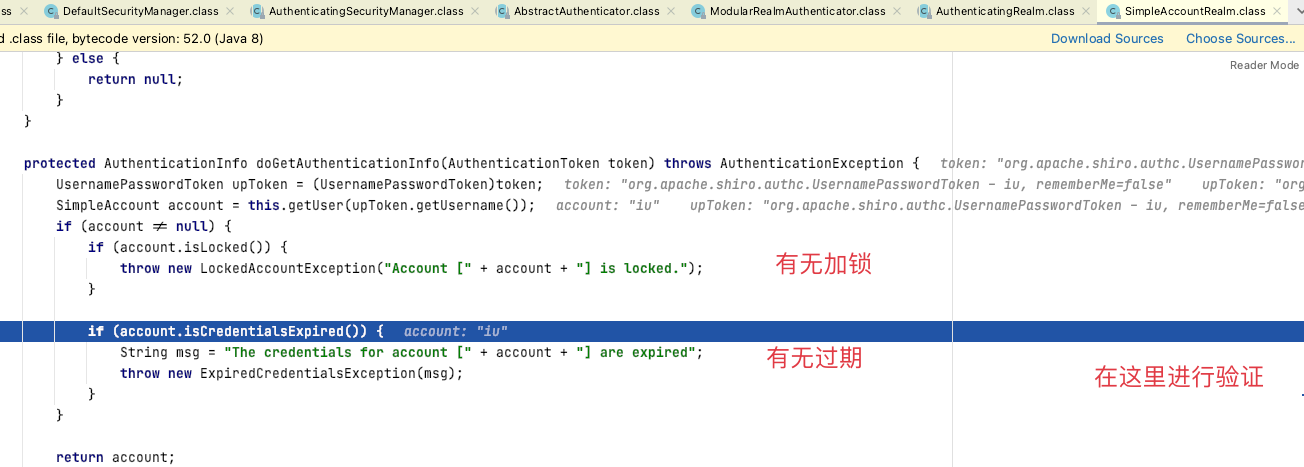 ss DefaultSecurityManager.class AuthenticatingSecurityManager.class AbstractAuthenticator.class ModularRealmAuthenticator.class AuthenticatingRealm.class SimpleAccountRealm.class
d .class file, bytecode version: 52.0 (Java 8) Download Sources Choose Sources...
Reader Mode
} else {
return null;
}
}
protected AuthenticationInfo doGetAuthenticationInfo(AuthenticationToken token) throws AuthenticationException { token: "org.apache.shiro.authc.UsernamePasswor
UsernamePasswordToken upToken = (UsernamePasswordToken)token; token: "org.apache.shiro.authc.UsernamePasswordToken - iu, rememberMe=false" upToken: "org
SimpleAccount account = this.getUser(upToken.getUsername()); account: "iu" upToken: "org.apache.shiro.authc.UsernamePasswordToken - iu, rememberMe=false
if (account ≠ null) {
if (account.isLocked()) {
throw new LockedAccountException("Account [" + account + "] is locked."); 有无加锁
}
if (account.isCredentialsExpired()) { account: "iu"
String msg = "The credentials for account [" + account + "] are expired"; 有无过期
throw new ExpiredCredentialsException(msg); 在这里进行验证
}
}
return account;